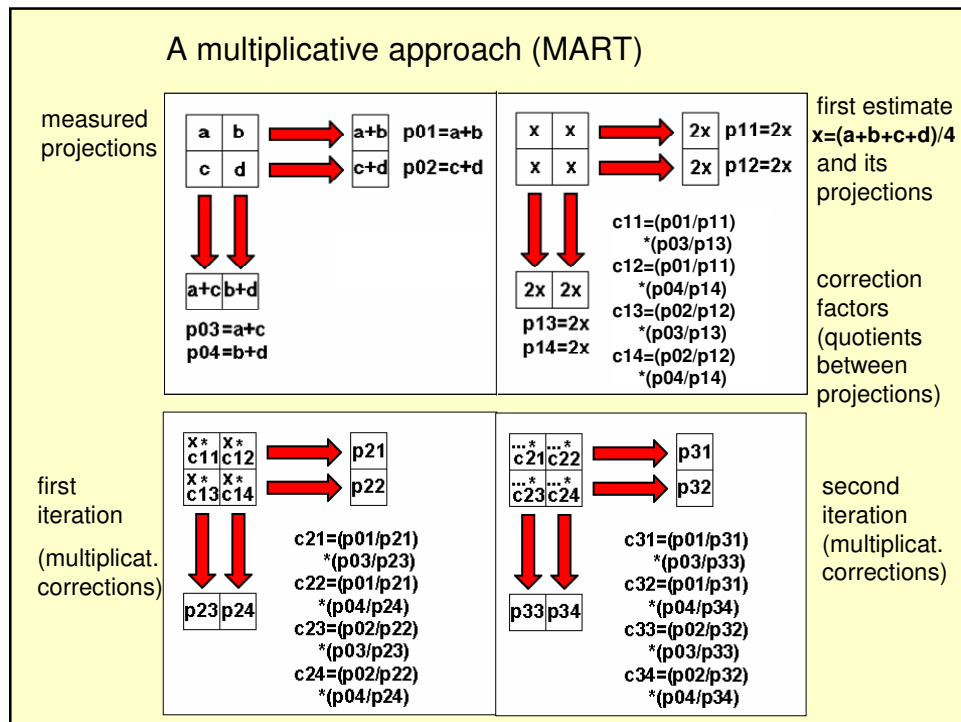 A multiplicative approach (MART)
measured
projections
a b
c d
a+b
c+d
p01=a+b
p02=c+d
a+c b+d
p03=a+c
p04=b+d
x x
x x
2x
2x
p11=2x
p12=2x
2x 2x
p13=2x
p14=2x
c11=(p01/p11)
*(p03/p13)
c12=(p01/p11)
*(p04/p14)
c13=(p02/p12)
*(p03/p13)
c14=(p02/p12)
*(p04/p14)
first estimate
x=(a+b+c+d)/4
and its
projections
correction
factors
(quotients
between
projections)
first
iteration
(multiplicat.
corrections)
x* x*
c11 c12
x* x*
c13 c14
p21
p22
p23 p24
c21=(p01/p21)
*(p03/p23)
c22=(p01/p21)
*(p04/p24)
c23=(p02/p22)
*(p03/p23)
c24=(p02/p22)
*(p04/p24)
...* ...*
c21 c22
...* ...*
c23 c24
p31
p32
p33 p34
c31=(p01/p31)
*(p03/p33)
c32=(p01/p31)
*(p04/p34)
c33=(p02/p32)
*(p03/p33)
c34=(p02/p32)
*(p04/p34)
second
iteration
(multiplicat.
corrections)